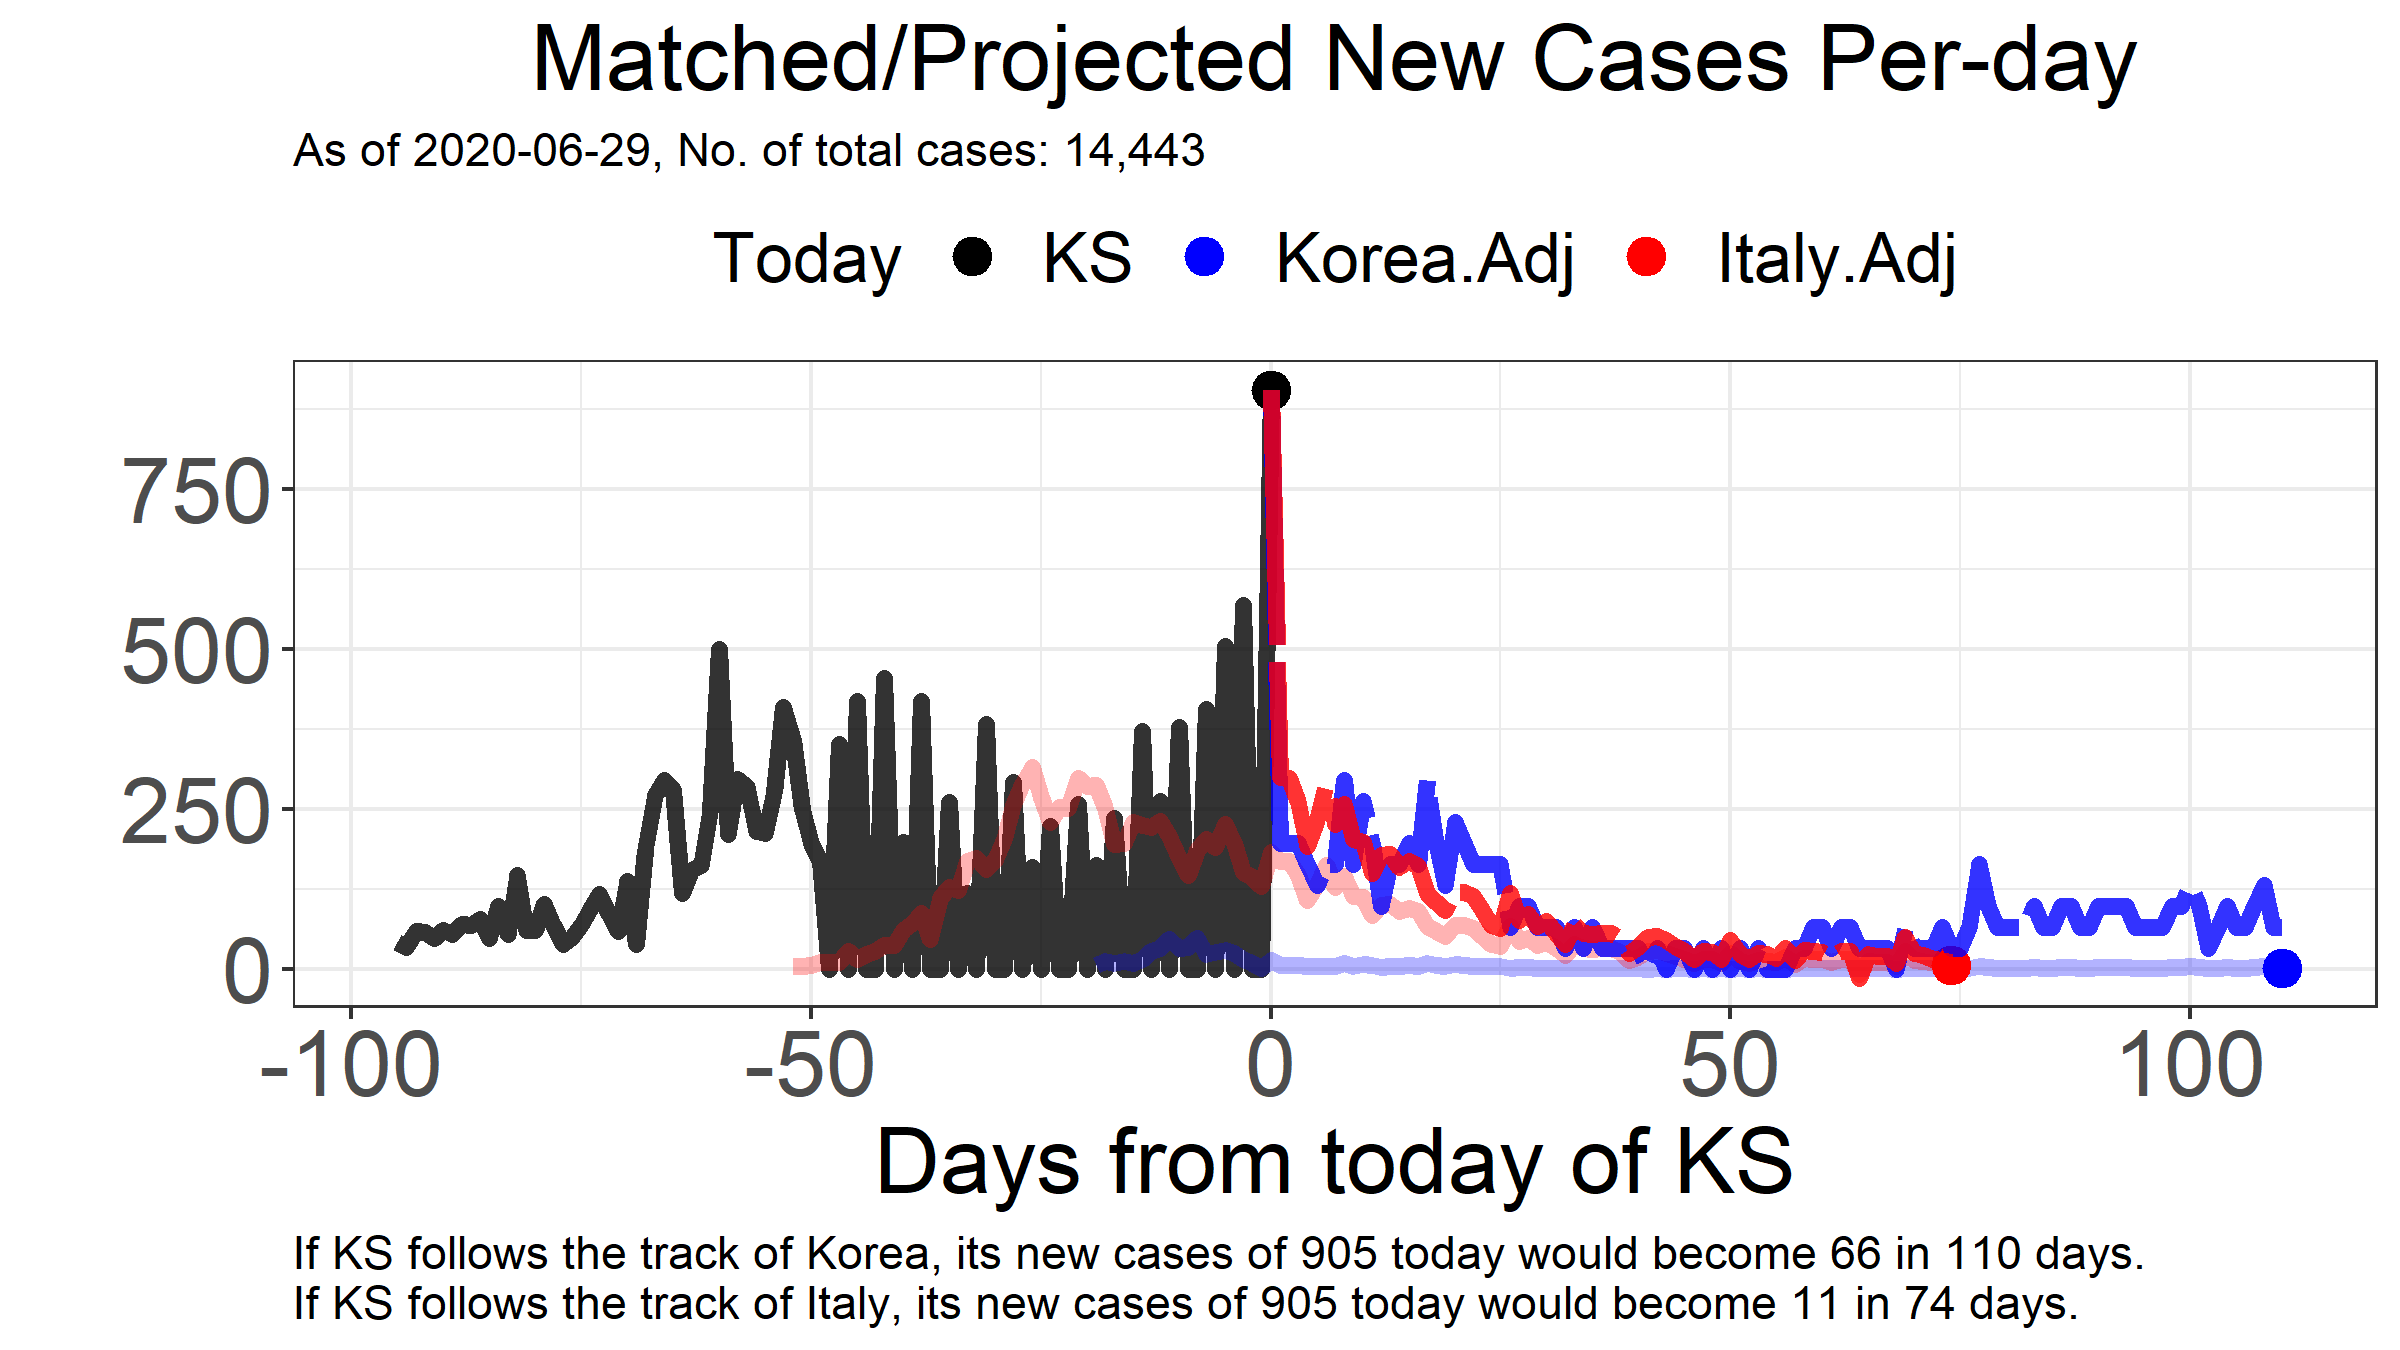 Matched/Projected New Cases Per-day
As of 2020-06-29, No. of total cases: 14,443
Today KS Korea.Adj Italy.Adj
750
500
250
0
-100 -50 0 50 100
Days from today of KS
If KS follows the track of Korea, its new cases of 905 today would become 66 in 110 days.
If KS follows the track of Italy, its new cases of 905 today would become 11 in 74 days.